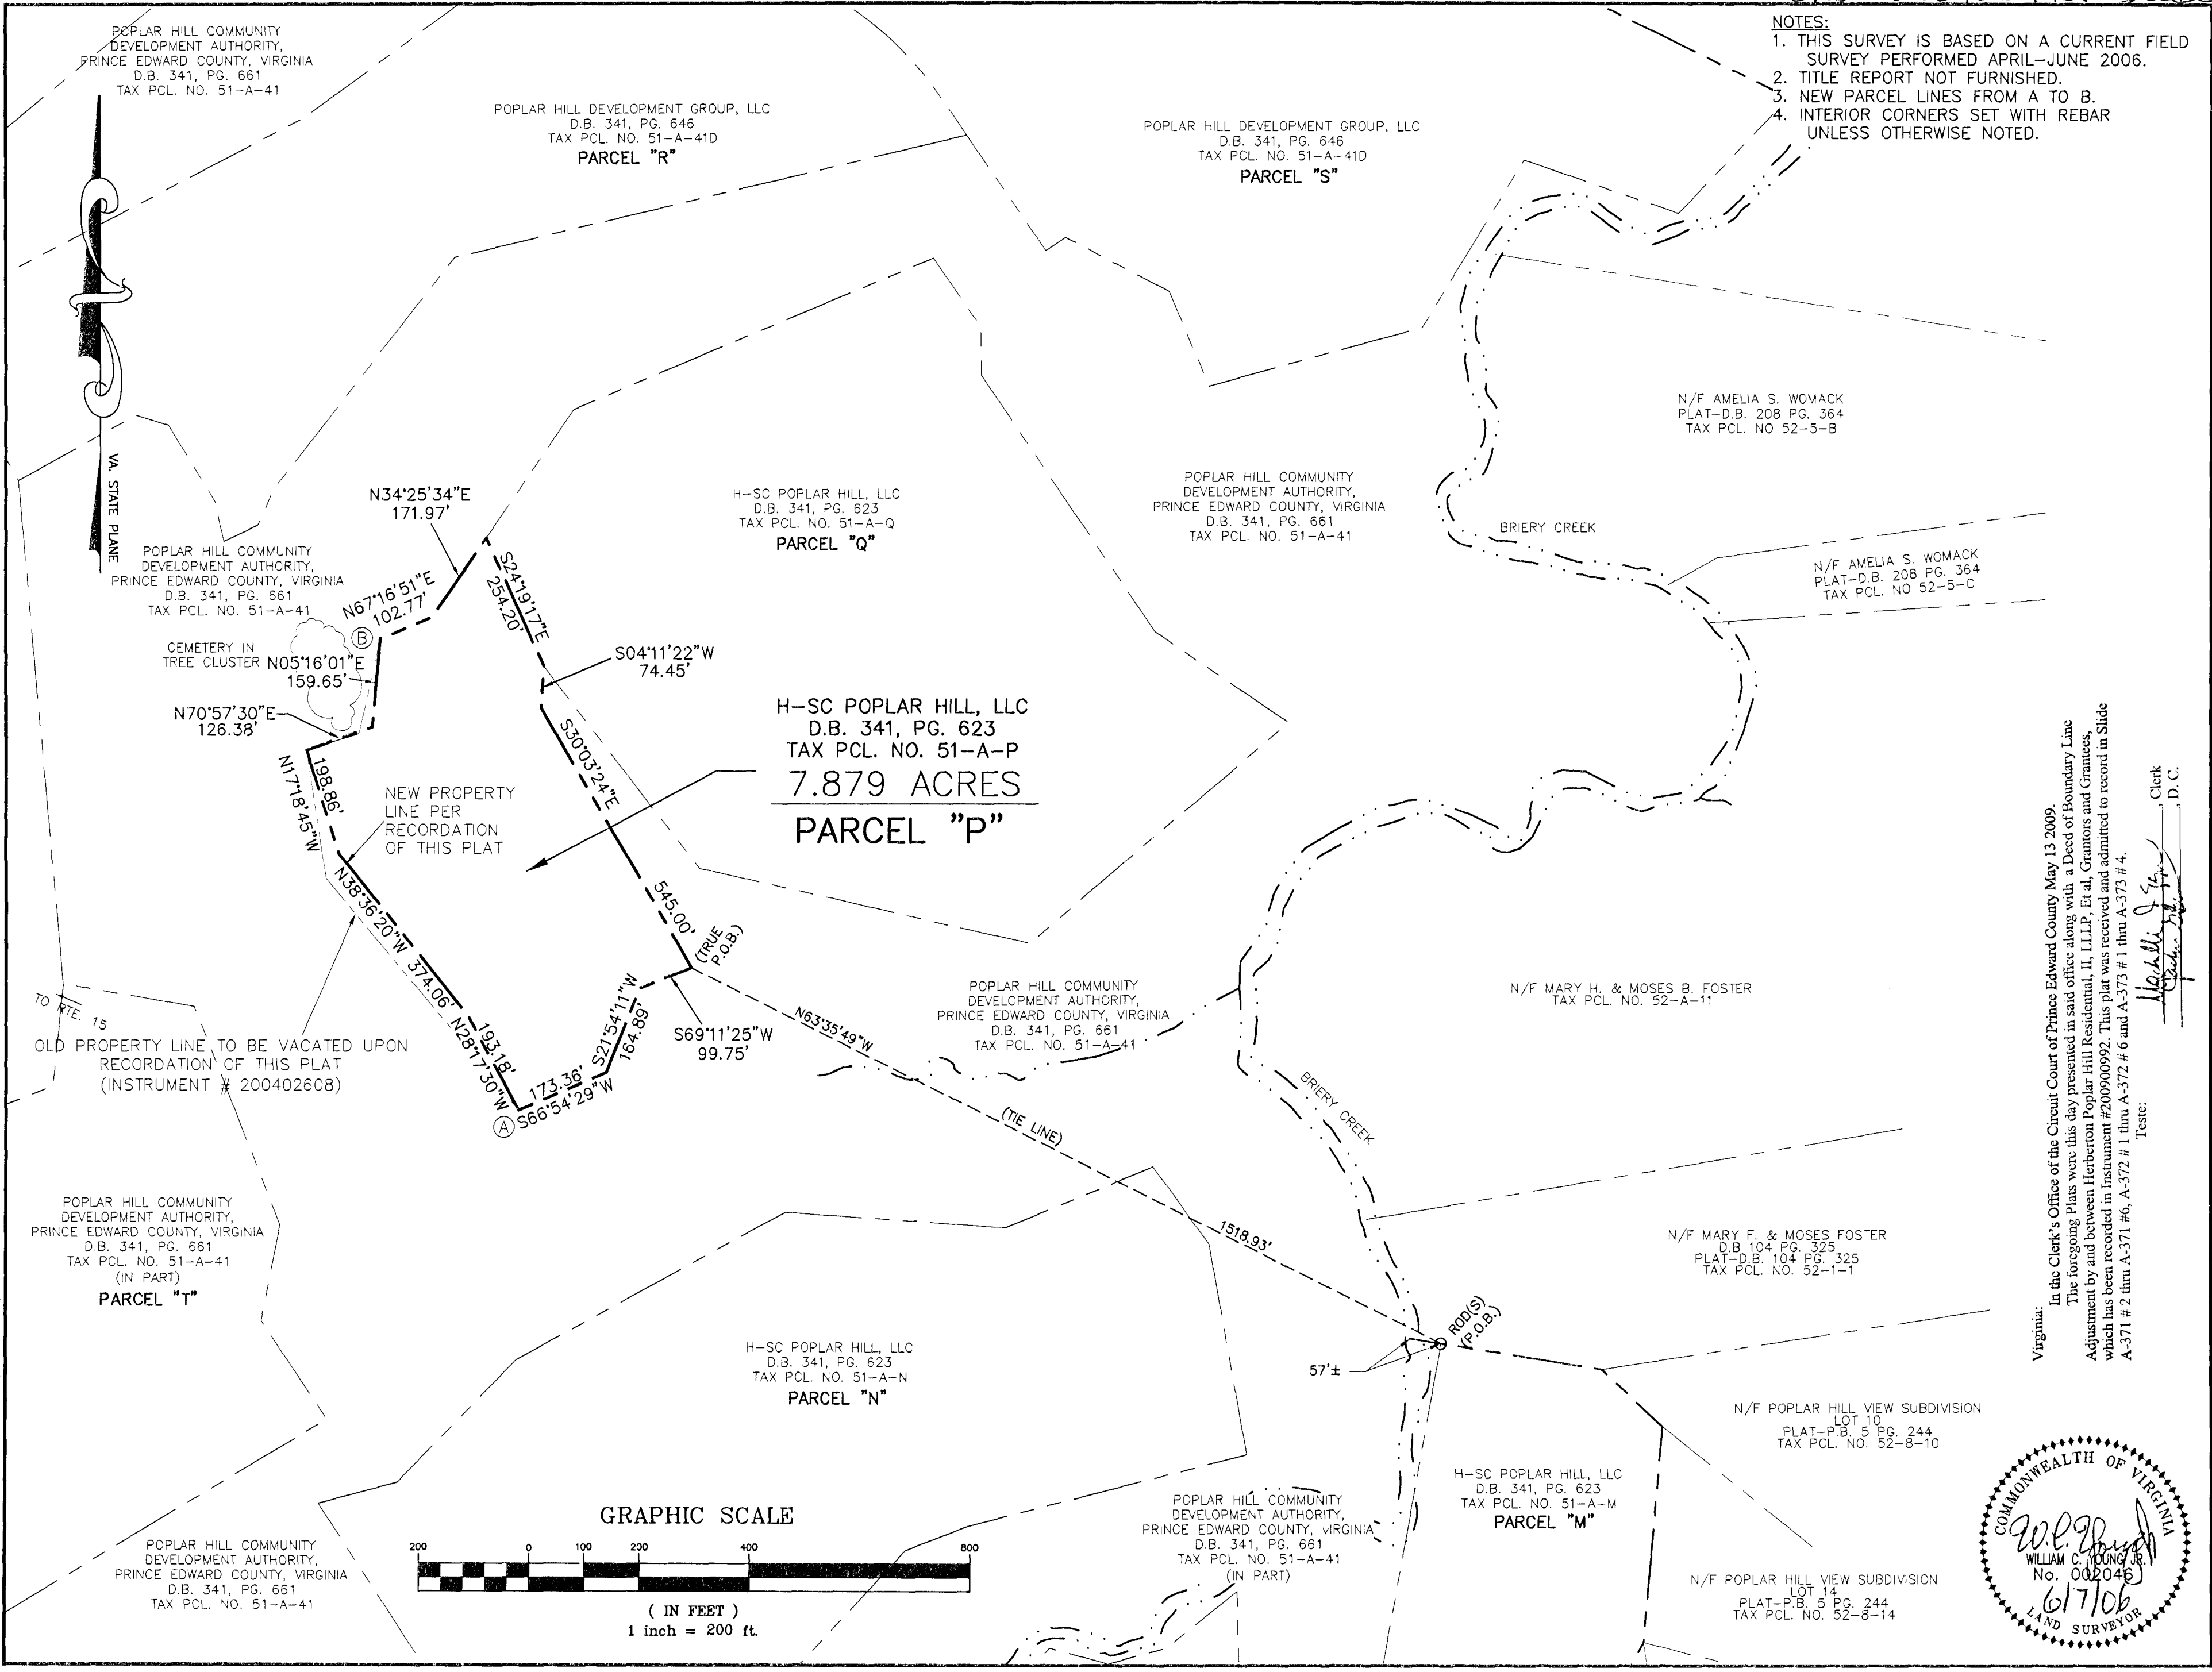 NOTES:
1. THIS SURVEY IS BASED ON A CURRENT FIELD
SURVEY PERFORMED APRIL-JUNE 2006.
2. TITLE REPORT NOT FURNISHED.
3. NEW PARCEL LINES FROM A TO B.
4. INTERIOR CORNERS SET WITH REBAR
UNLESS OTHERWISE NOTED.
POPLAR HILL COMMUNITY
DEVELOPMENT AUTHORITY,
PRINCE EDWARD COUNTY, VIRGINIA
D.B. 341, PG. 661
TAX PCL. NO. 51-A-41
POPLAR HILL DEVELOPMENT GROUP, LLC
D.B. 341, PG. 646
TAX PCL. NO. 51-A-41D
PARCEL "R"
POPLAR HILL DEVELOPMENT GROUP, LLC
D.B. 341, PG. 646
TAX PCL. NO. 51-A-41D
PARCEL "S"
VA. STATE PLANE
N/F AMELIA S. WOMACK
PLAT-D.B. 208 PG. 364
TAX PCL. NO 52-5-B
H-SC POPLAR HILL, LLC
D.B. 341, PG. 623
TAX PCL. NO. 51-A-Q
PARCEL "Q"
POPLAR HILL COMMUNITY
DEVELOPMENT AUTHORITY,
PRINCE EDWARD COUNTY, VIRGINIA
D.B. 341, PG. 661
TAX PCL. NO. 51-A-41
BRIERY CREEK
N/F AMELIA S. WOMACK
PLAT-D.B. 208 PG. 364
TAX PCL. NO 52-5-C
POPLAR HILL COMMUNITY
DEVELOPMENT AUTHORITY,
PRINCE EDWARD COUNTY, VIRGINIA
D.B. 341, PG. 661
TAX PCL. NO. 51-A-41
N34°25'34"E
171.97'
N67°16'51"E
102.77'
B
CEMETERY IN
TREE CLUSTER
N05°16'01"E
159.65'
N70°57'30"E
126.38'
S24°19'17"E
254.20'
S04°11'22"W
74.45'
S30°03'24"E
545.00'
H-SC POPLAR HILL, LLC
D.B. 341, PG. 623
TAX PCL. NO. 51-A-P
7.879 ACRES
PARCEL "P"
198.86'
N17°18'45"W
NEW PROPERTY
LINE PER
RECORDATION
OF THIS PLAT
N38°36'20"W 374.06'
(TRUE
P.O.B.)
193.18'
N28°17'30"W
A
173.36'
S66°54'29"W
S21°54'11"W
164.89'
S69°11'25"W
99.75'
TO RTE. 15
OLD PROPERTY LINE TO BE VACATED UPON
RECORDATION OF THIS PLAT
(INSTRUMENT # 200402608)
N63°35'49"W
(TIE LINE)
1518.93'
POPLAR HILL COMMUNITY
DEVELOPMENT AUTHORITY,
PRINCE EDWARD COUNTY, VIRGINIA
D.B. 341, PG. 661
TAX PCL. NO. 51-A-41
N/F MARY H. & MOSES B. FOSTER
TAX PCL. NO. 52-A-11
BRIERY CREEK
N/F MARY F. & MOSES FOSTER
D.B 104 PG. 325
PLAT-D.B. 104 PG. 325
TAX PCL. NO. 52-1-1
ROD(S)
(P.O.B.)
57'±
POPLAR HILL COMMUNITY
DEVELOPMENT AUTHORITY,
PRINCE EDWARD COUNTY, VIRGINIA
D.B. 341, PG. 661
TAX PCL. NO. 51-A-41
(IN PART)
PARCEL "T"
H-SC POPLAR HILL, LLC
D.B. 341, PG. 623
TAX PCL. NO. 51-A-N
PARCEL "N"
N/F POPLAR HILL VIEW SUBDIVISION
LOT 10
PLAT-P.B. 5 PG. 244
TAX PCL. NO. 52-8-10
H-SC POPLAR HILL, LLC
D.B. 341, PG. 623
TAX PCL. NO. 51-A-M
PARCEL "M"
POPLAR HILL COMMUNITY
DEVELOPMENT AUTHORITY,
PRINCE EDWARD COUNTY, VIRGINIA
D.B. 341, PG. 661
TAX PCL. NO. 51-A-41
(IN PART)
N/F POPLAR HILL VIEW SUBDIVISION
LOT 14
PLAT-P.B. 5 PG. 244
TAX PCL. NO. 52-8-14
POPLAR HILL COMMUNITY
DEVELOPMENT AUTHORITY,
PRINCE EDWARD COUNTY, VIRGINIA
D.B. 341, PG. 661
TAX PCL. NO. 51-A-41
GRAPHIC SCALE
200 0 100 200 400 800
( IN FEET )
1 inch = 200 ft.
Virginia:
In the Clerk's Office of the Circuit Court of Prince Edward County May 13 2009.
The foregoing Plats were this day presented in said office along with a Deed of Boundary Line
Adjustment by and between Herberton Poplar Hill Residential, II, LLLP, Et al, Grantors and Grantees,
which has been recorded in Instrument #200900992. This plat was received and admitted to record in Slide
A-371 # 2 thru A-371 #6, A-372 # 1 thru A-372 # 6 and A-373 # 1 thru A-373 # 4.
Teste:
, Clerk
, D. C.
COMMONWEALTH OF VIRGINIA
WILLIAM C. YOUNG JR.
No. 002046
6/7/06
LAND SURVEYOR